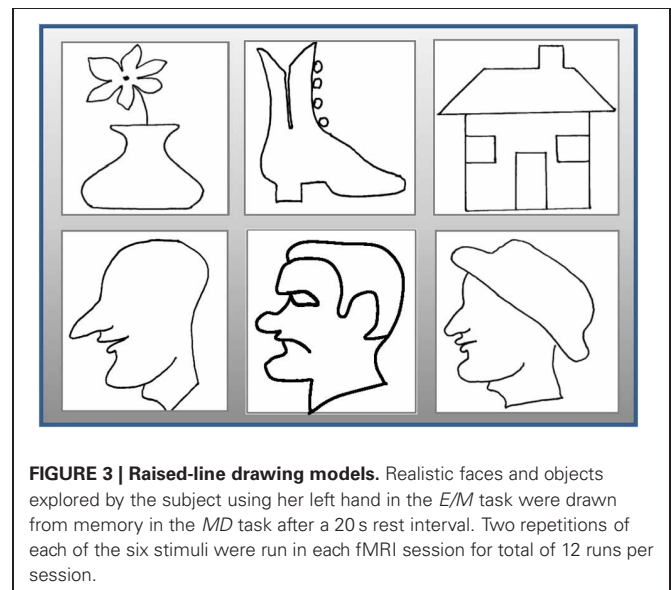 FIGURE 3 | Raised-line drawing models. Realistic faces and objects
explored by the subject using her left hand in the E/M task were drawn
from memory in the MD task after a 20 s rest interval. Two repetitions of
each of the six stimuli were run in each fMRI session for total of 12 runs per
session.